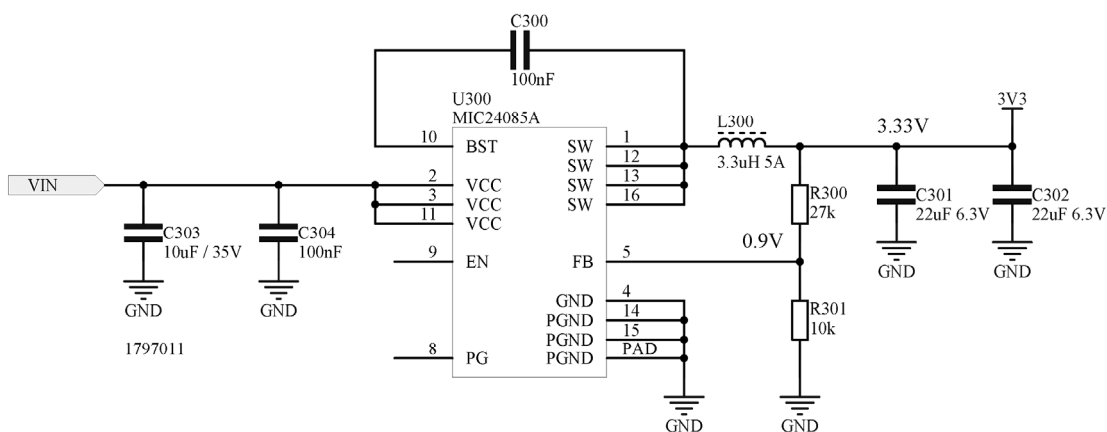 C300
100nF
U300
MIC24085A
10 BST
SW 1
SW 12
SW 13
SW 16
L300
3.3uH 5A
3.33V
3V3
VIN
2 VCC
3 VCC
11 VCC
C303
10uF / 35V
GND
C304
100nF
GND
R300
27k
C301
22uF 6.3V
GND
C302
22uF 6.3V
GND
0.9V
9 EN
FB 5
GND 4
PGND 14
PGND 15
PGND PAD
R301
10k
1797011
8 PG
GND
GND